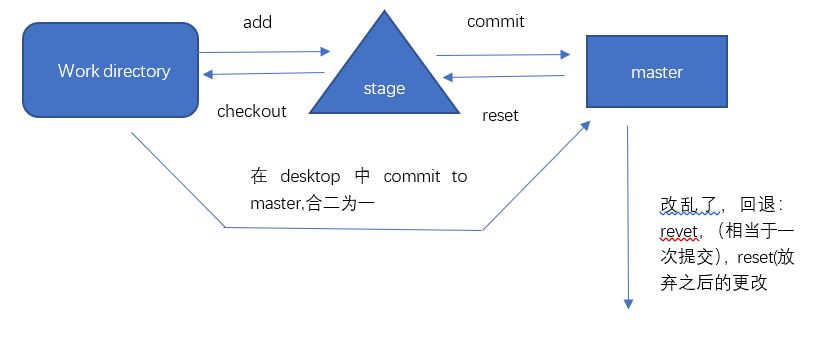 add
commit
Work directory
stage
master
checkout
reset
在 desktop 中 commit to
master,合二为一
改乱了，回退：
revet, （相当于一
次提交）, reset(放
弃之后的更改